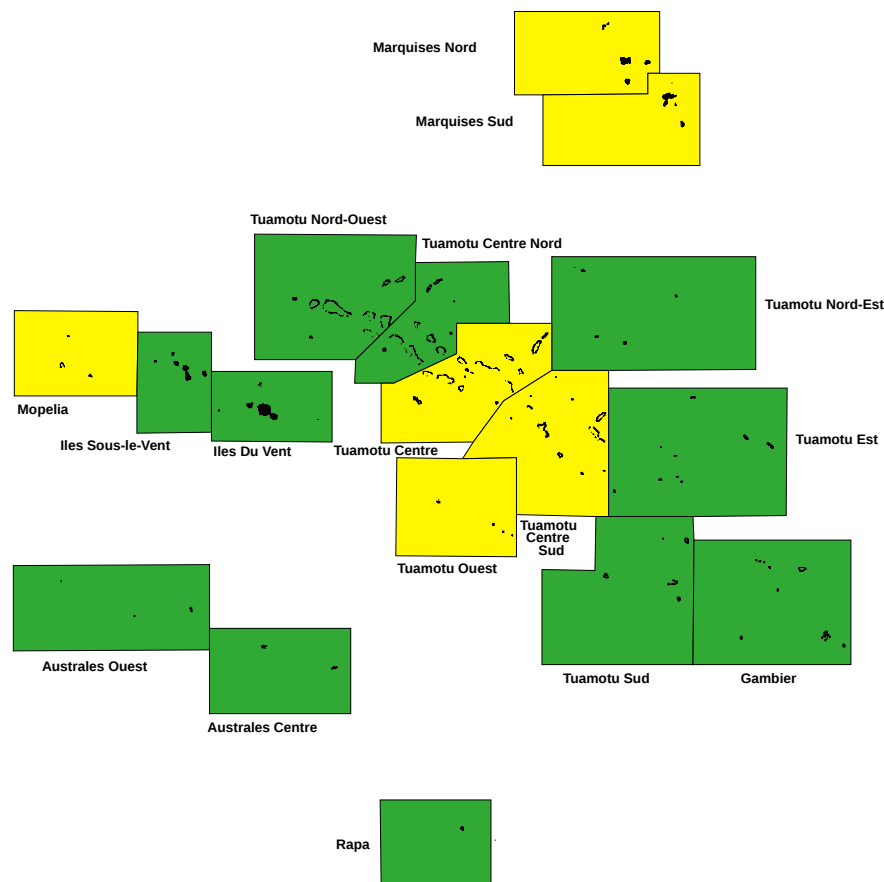 Marquises Nord
Marquises Sud
Tuamotu Nord-Ouest
Tuamotu Centre Nord
Tuamotu Nord-Est
Mopelia
Iles Sous-le-Vent
Iles Du Vent
Tuamotu Centre
Tuamotu Est
Tuamotu
Centre
Sud
Tuamotu Ouest
Australes Ouest
Tuamotu Sud
Gambier
Australes Centre
Rapa